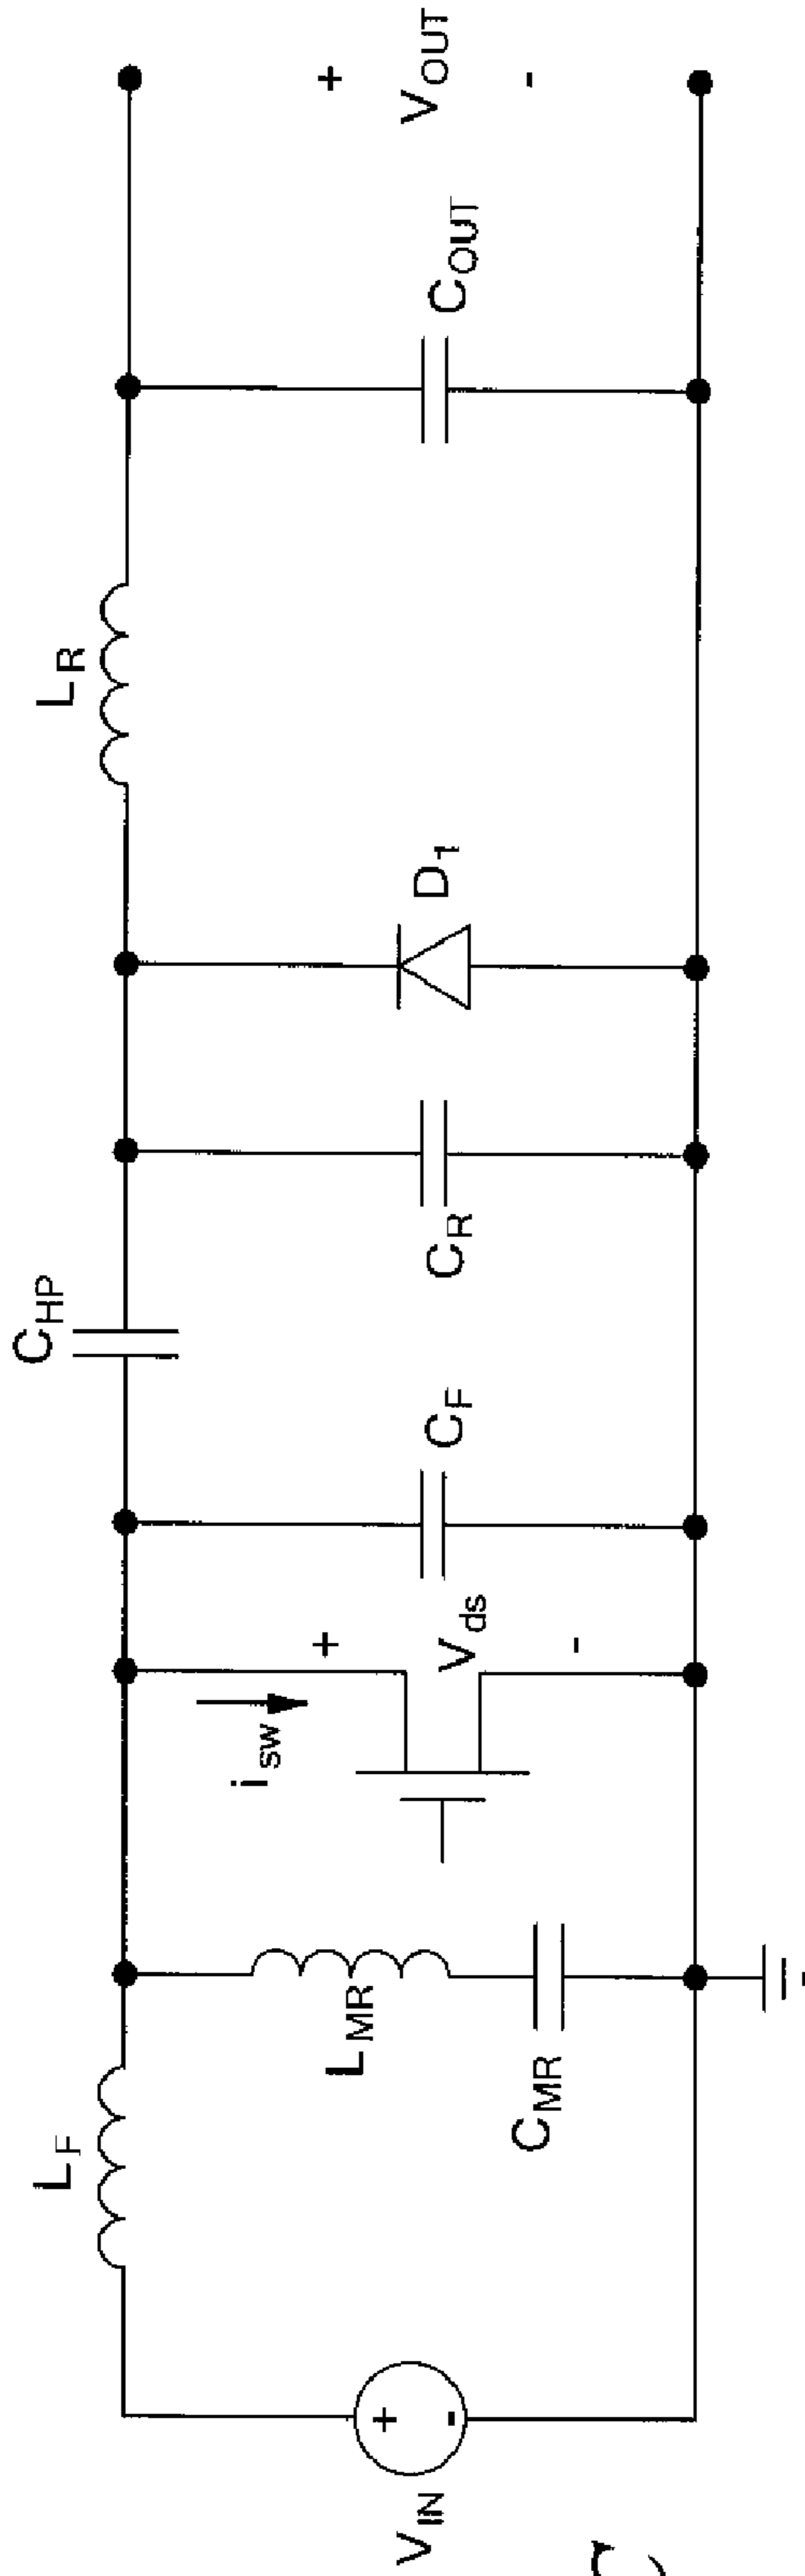 V_IN
+
-
L_F
L_MR
C_MR
i_sw
+
V_ds
-
C_F
C_HP
C_R
D_1
L_R
C_OUT
+
V_OUT
-